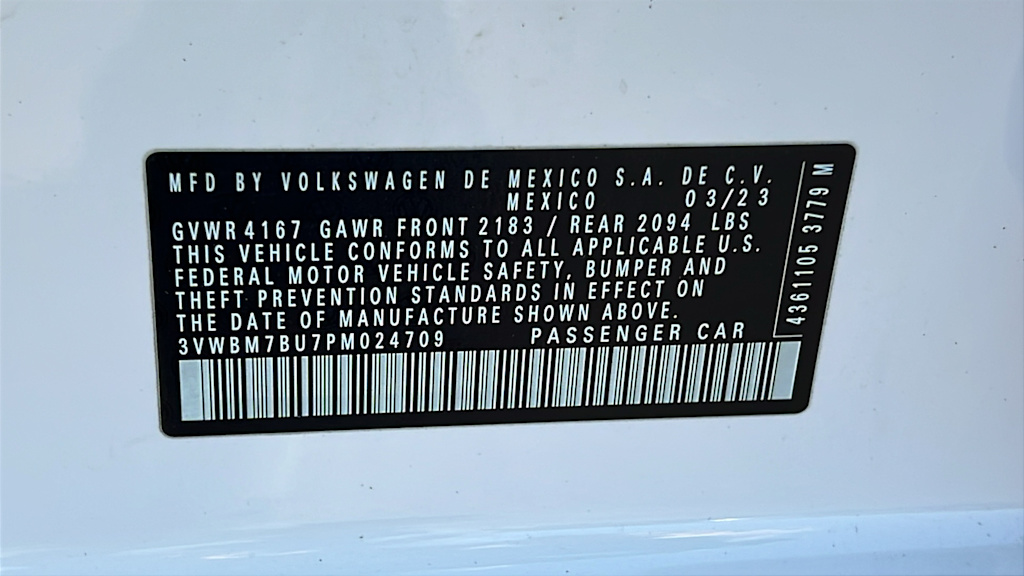 MFD BY VOLKSWAGEN DE MEXICO S.A. DE C.V.
MEXICO 03/23
GVWR 4167 GAWR FRONT 2183 / REAR 2094 LBS
THIS VEHICLE CONFORMS TO ALL APPLICABLE U.S.
FEDERAL MOTOR VEHICLE SAFETY, BUMPER AND
THEFT PREVENTION STANDARDS IN EFFECT ON
THE DATE OF MANUFACTURE SHOWN ABOVE.
3VWBM7BU7PM024709 PASSENGER CAR
4361105 3779 M